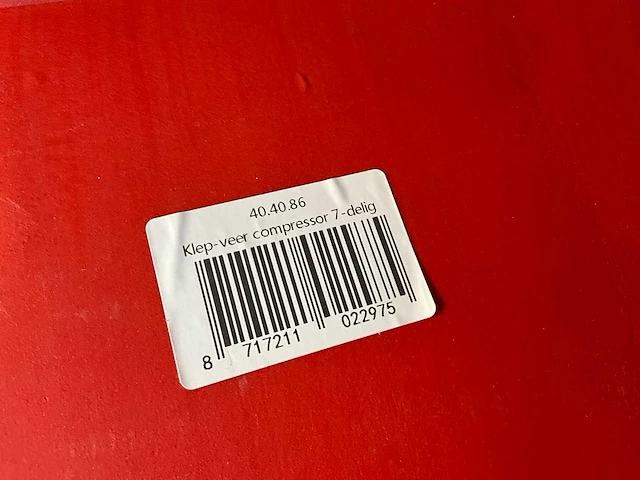 40.40.86
Klep-veer compressor 7-delig
8 717211 022975